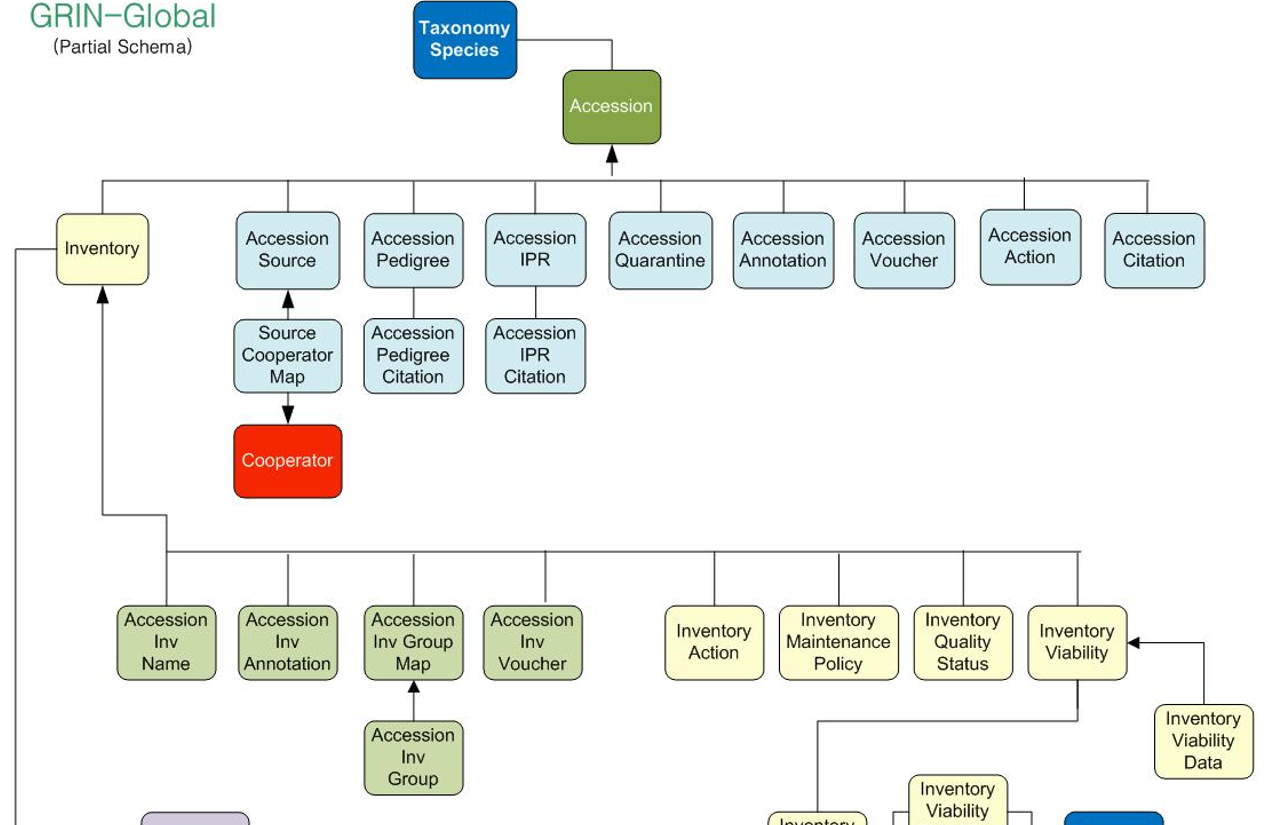 GRIN-Global
(Partial Schema)
Taxonomy
Species
Accession
Inventory
Accession
Source
Accession
Pedigree
Accession
IPR
Accession
Quarantine
Accession
Annotation
Accession
Voucher
Accession
Action
Accession
Citation
Source
Cooperator
Map
Accession
Pedigree
Citation
Accession
IPR
Citation
Cooperator
Accession
Inv
Name
Accession
Inv
Annotation
Accession
Inv Group
Map
Accession
Inv
Voucher
Inventory
Action
Inventory
Maintenance
Policy
Inventory
Quality
Status
Inventory
Viability
Accession
Inv
Group
Inventory
Viability
Data
Inventory
Viability
Inventory